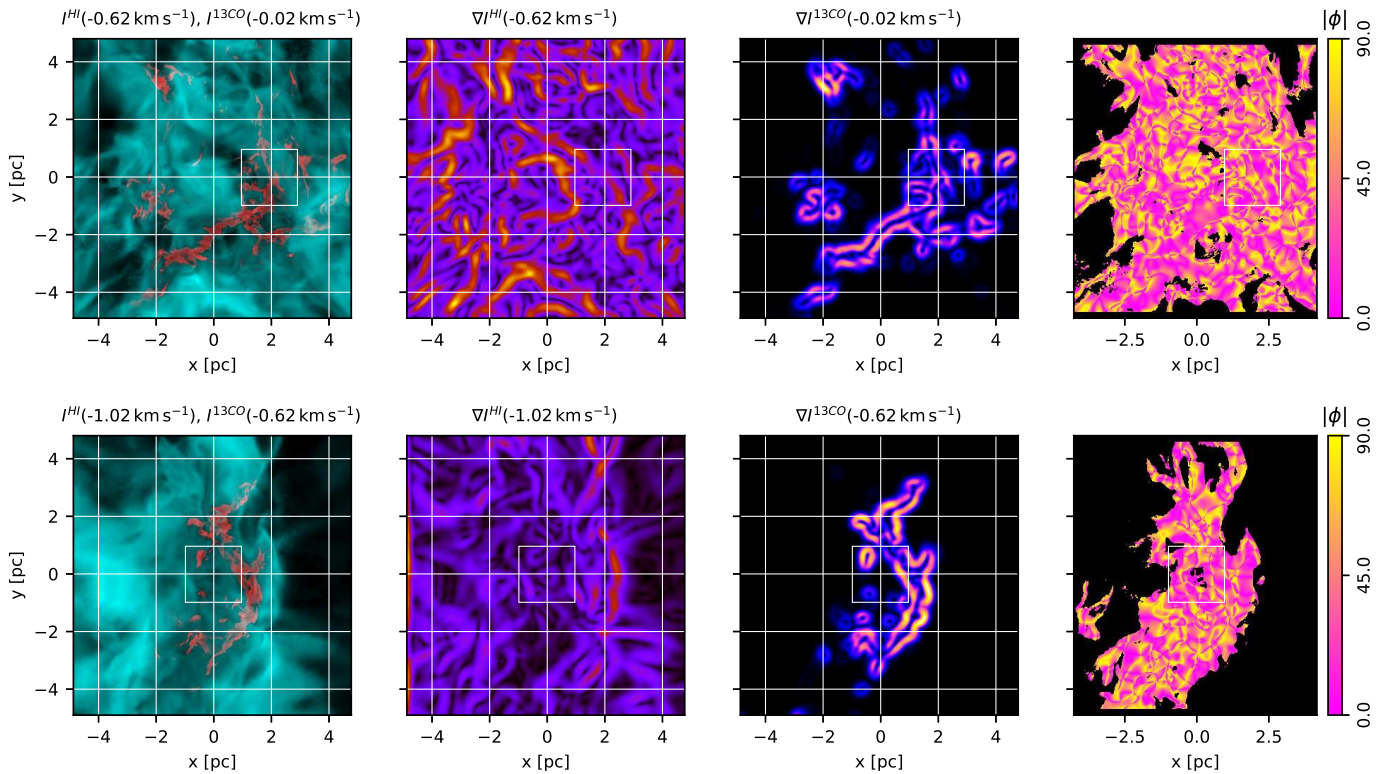 I^{HI}(-0.62 km s⁻¹), I^{13CO}(-0.02 km s⁻¹)
∇I^{HI}(-0.62 km s⁻¹)
∇I^{13CO}(-0.02 km s⁻¹)
|ϕ|
4
2
0
−2
−4
y [pc]
−4 −2 0 2 4
x [pc]
−4 −2 0 2 4
x [pc]
−4 −2 0 2 4
x [pc]
−2.5 0.0 2.5
x [pc]
90.0
45.0
0.0
I^{HI}(-1.02 km s⁻¹), I^{13CO}(-0.62 km s⁻¹)
∇I^{HI}(-1.02 km s⁻¹)
∇I^{13CO}(-0.62 km s⁻¹)
|ϕ|
4
2
0
−2
−4
y [pc]
−4 −2 0 2 4
x [pc]
−4 −2 0 2 4
x [pc]
−4 −2 0 2 4
x [pc]
−2.5 0.0 2.5
x [pc]
90.0
45.0
0.0